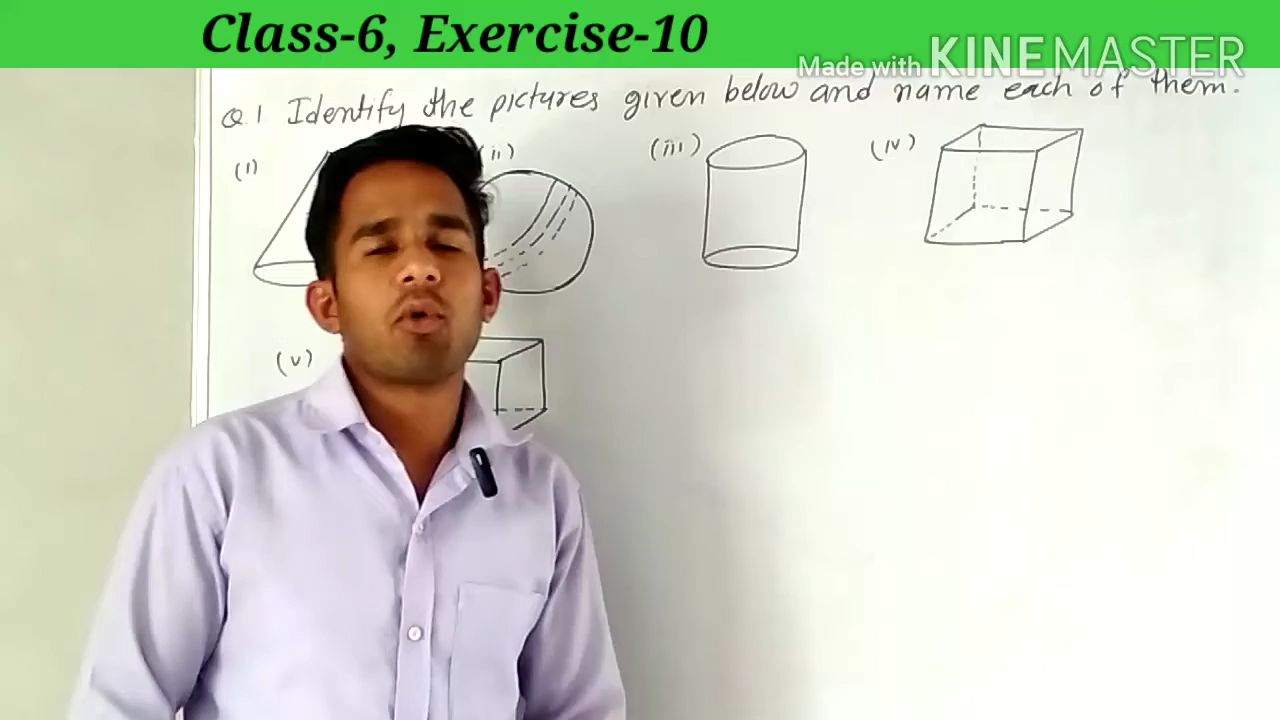 Class-6, Exercise-10
Made with KINEMASTER
Q.1 Identify the pictures given below and name each of them.
(i) (ii) (iii) (iv)
(v)